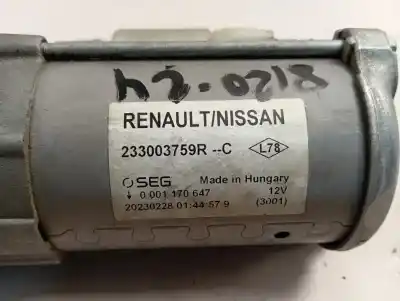 42-0218
RENAULT/NISSAN
233003759R --C L78
SEG Made in Hungary
0 001 170 647 12V
20230228 01:44:57 9 (3001)